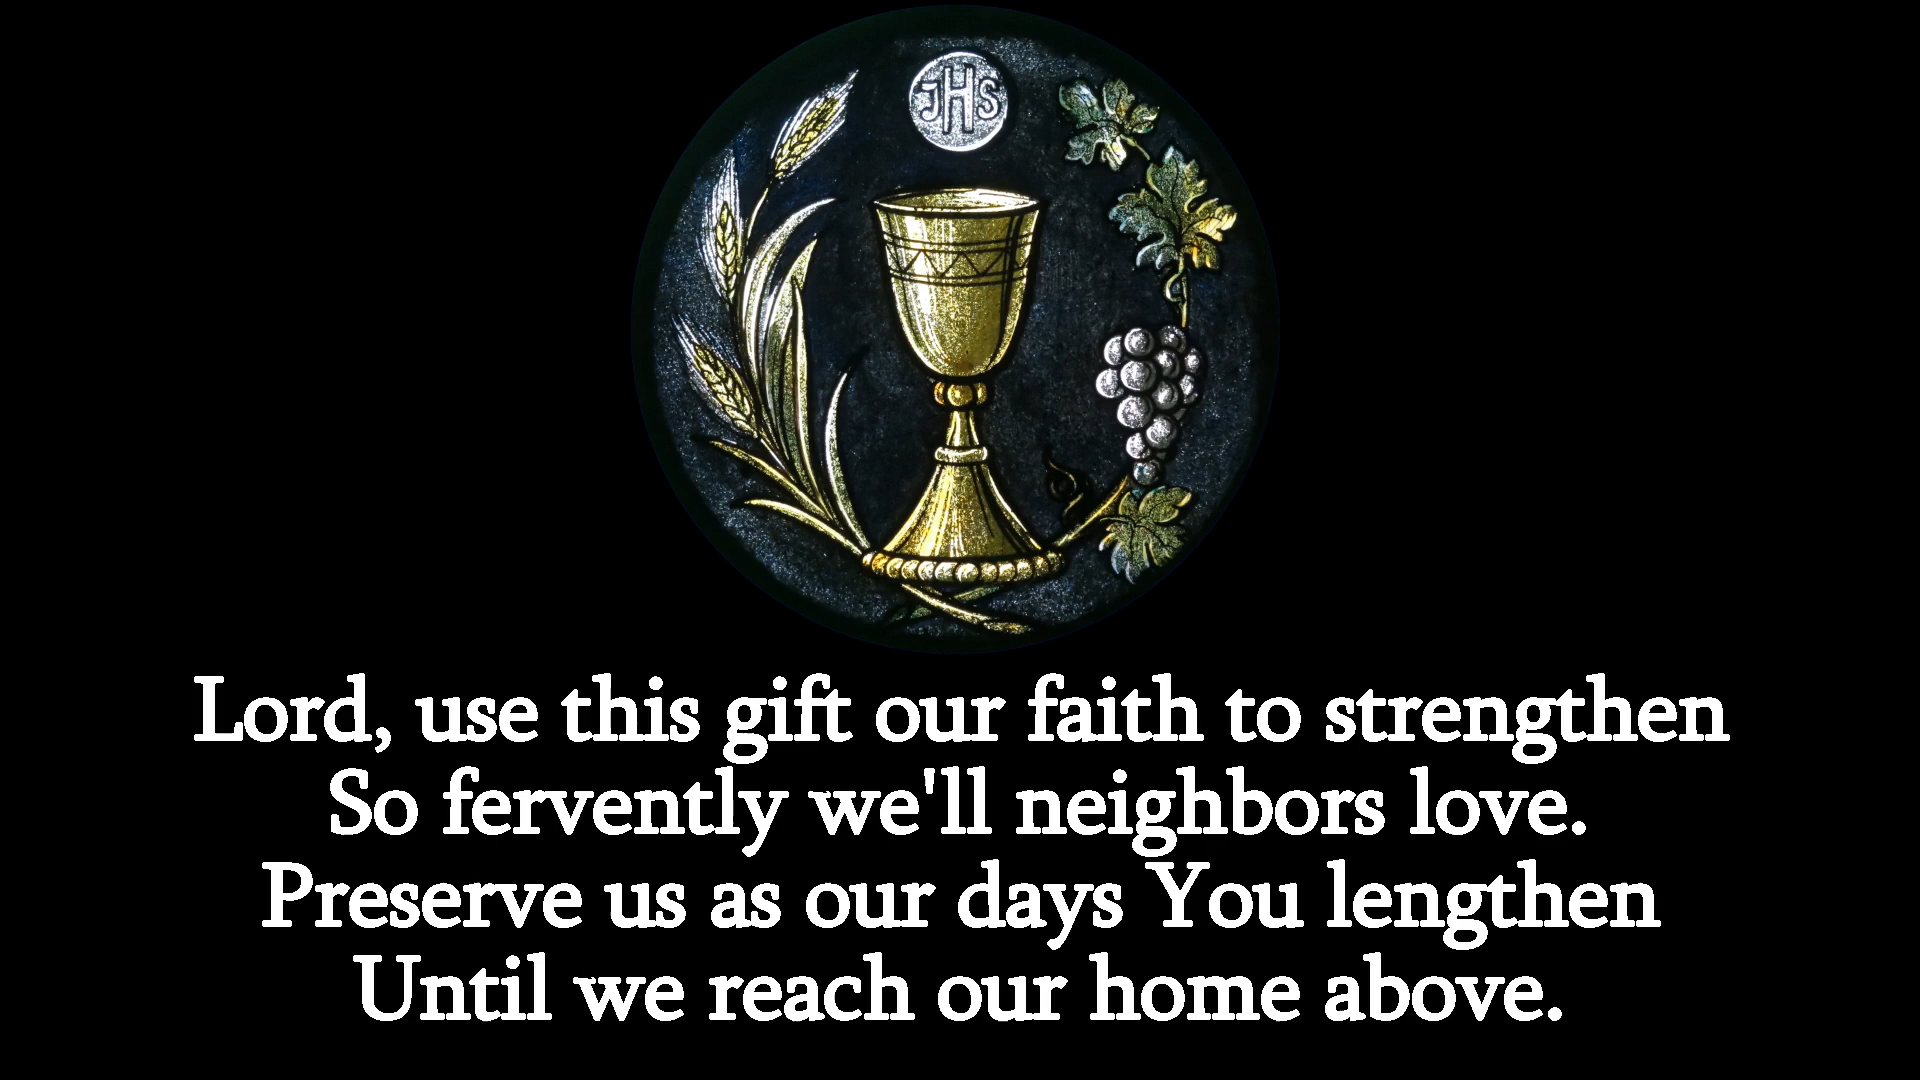 JHS
Lord, use this gift our faith to strengthen
So fervently we'll neighbors love.
Preserve us as our days You lengthen
Until we reach our home above.